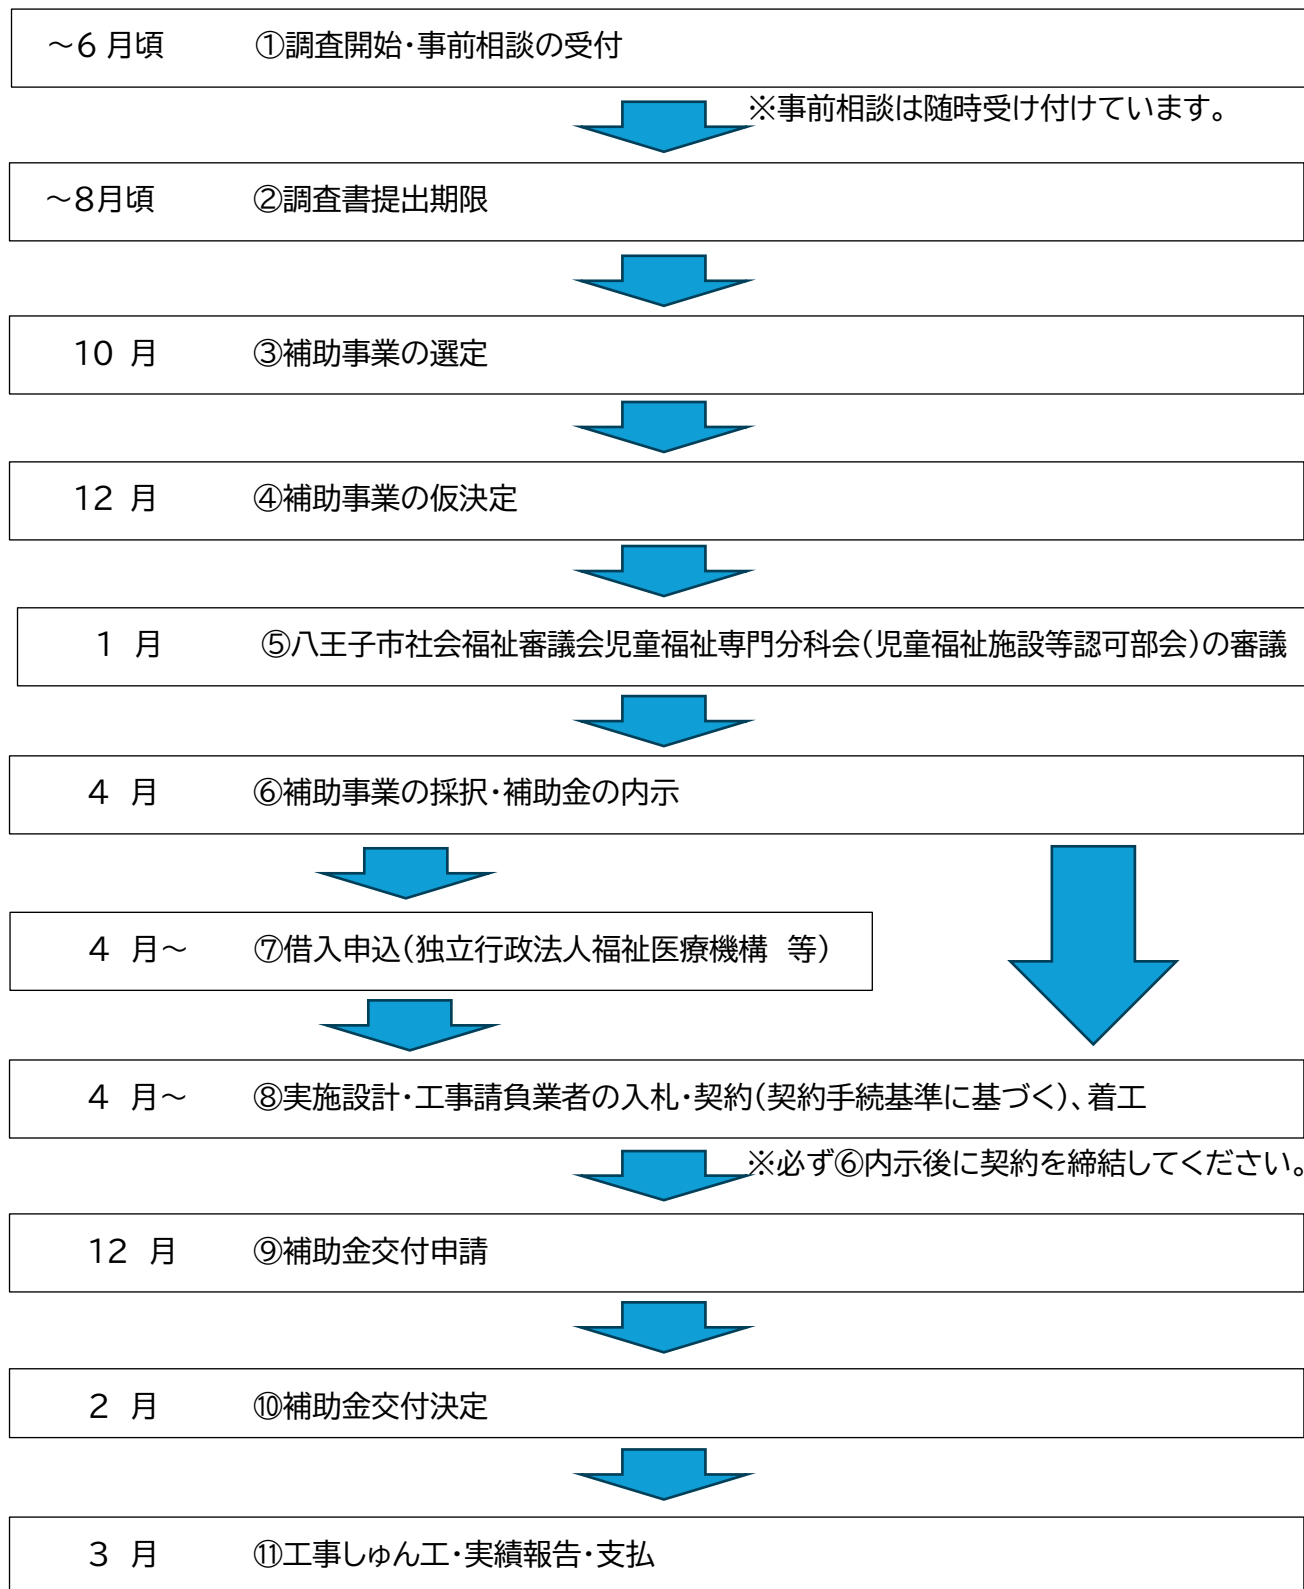 ~6月頃 ①調査開始・事前相談の受付
※事前相談は随時受け付けています。
~8月頃 ②調査書提出期限
10 月 ③補助事業の選定
12 月 ④補助事業の仮決定
1 月 ⑤八王子市社会福祉審議会児童福祉専門分科会(児童福祉施設等認可部会)の審議
4 月 ⑥補助事業の採択・補助金の内示
4 月~ ⑦借入申込(独立行政法人福祉医療機構 等)
4 月~ ⑧実施設計・工事請負業者の入札・契約(契約手続基準に基づく)、着工
※必ず⑥内示後に契約を締結してください。
12 月 ⑨補助金交付申請
2 月 ⑩補助金交付決定
3 月 ⑪工事しゅん工・実績報告・支払